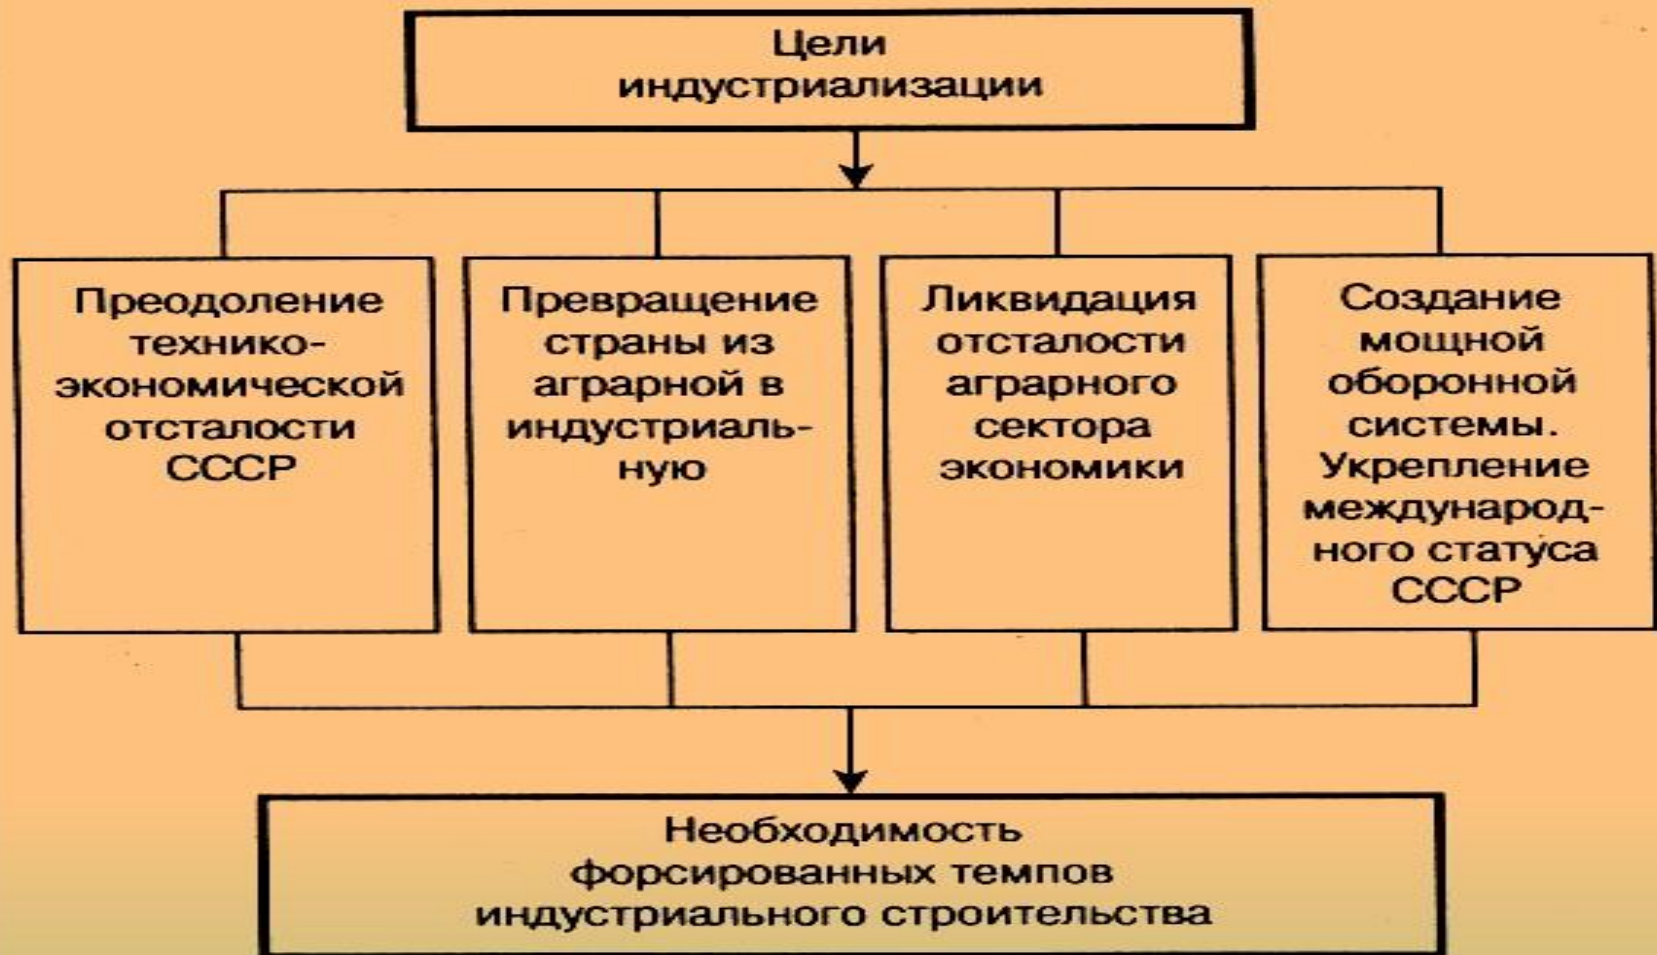 Цели
индустриализации
Преодоление
технико-
экономической
отсталости
СССР
Превращение
страны из
аграрной в
индустриаль-
ную
Ликвидация
отсталости
аграрного
сектора
экономики
Создание
мощной
оборонной
системы.
Укрепление
международ-
ного статуса
СССР
Необходимость
форсированных темпов
индустриального строительства